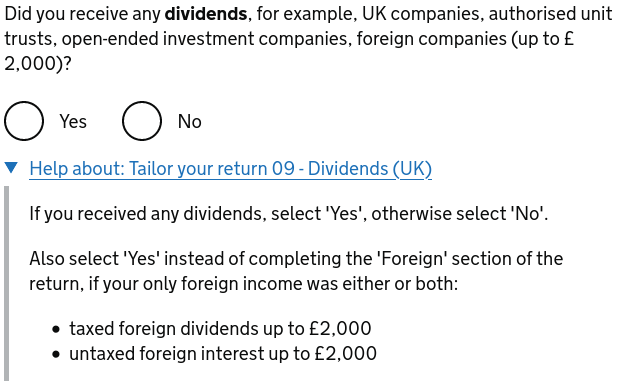 Did you receive any dividends, for example, UK companies, authorised unit
trusts, open-ended investment companies, foreign companies (up to £
2,000)?
Yes No
Help about: Tailor your return 09 - Dividends (UK)
If you received any dividends, select 'Yes', otherwise select 'No'.
Also select 'Yes' instead of completing the 'Foreign' section of the
return, if your only foreign income was either or both:
• taxed foreign dividends up to £2,000
• untaxed foreign interest up to £2,000